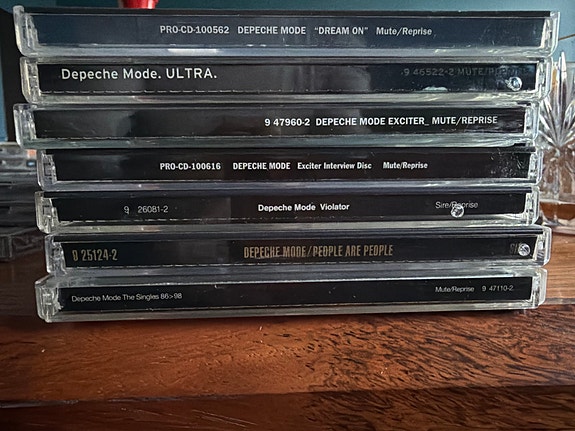 PRO-CD-100562 DEPECHE MODE "DREAM ON" Mute/Reprise
Depeche Mode. ULTRA. 9 46522-2 MUTE/
9 47960-2 DEPECHE MODE EXCITER_ MUTE/REPRISE
PRO-CD-100616 DEPECHE MODE Exciter Interview Disc Mute/Reprise
9 26081-2 Depeche Mode Violator Sire/Reprise
25124-2 DEPECHE MODE/PEOPLE ARE PEOPLE
Depeche Mode The Singles 86>98 Mute/Reprise 9 47110-2